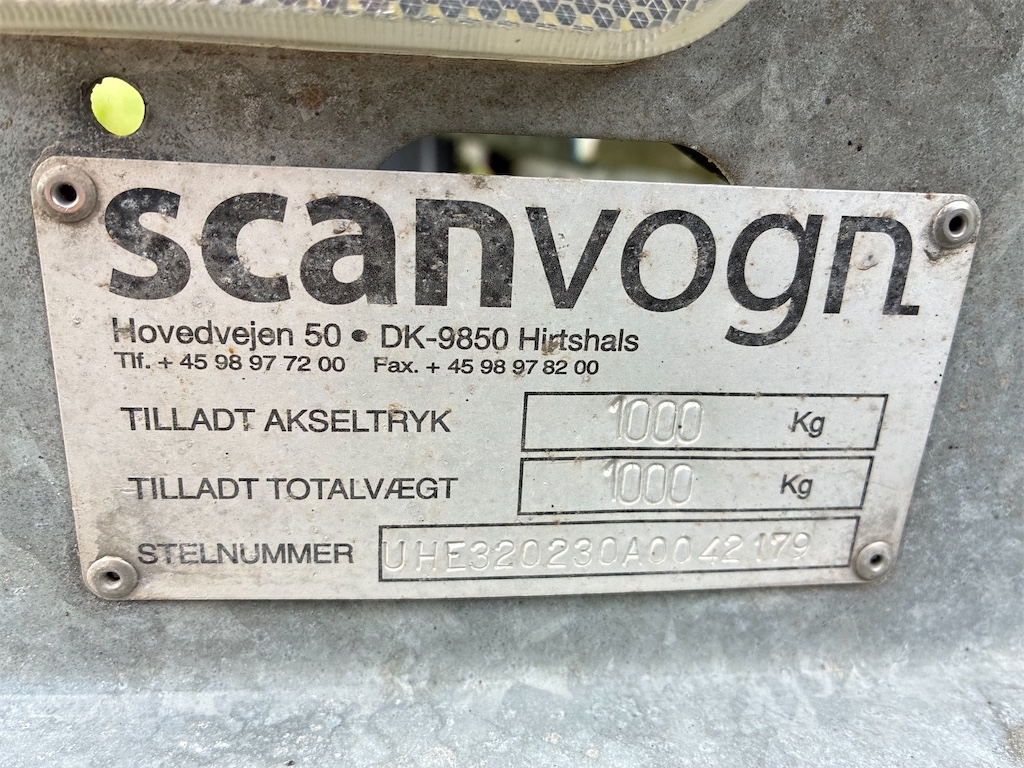 scanvogn
Hovedvejen 50 • DK-9850 Hirtshals
Tlf. + 45 98 97 72 00 Fax. + 45 98 97 82 00
TILLADT AKSELTRYK 1000 Kg
TILLADT TOTALVÆGT 1000 Kg
STELNUMMER UHE320230A0042179